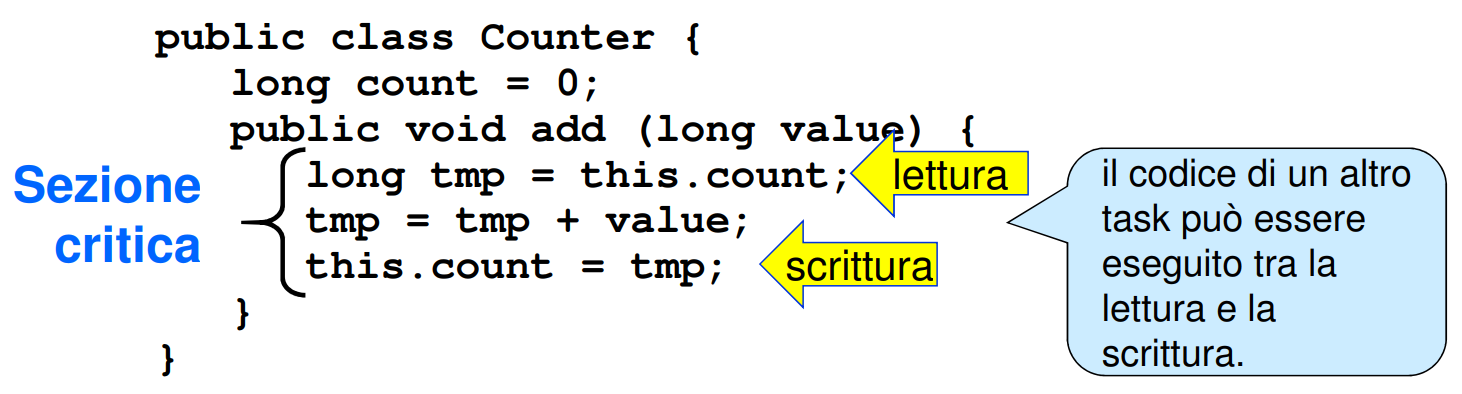 public class Counter {
long count = 0;
public void add (long value) {
Sezione
critica
long tmp = this.count;
lettura
tmp = tmp + value;
this.count = tmp;
scrittura
}
}
il codice di un altro
task può essere
eseguito tra la
lettura e la
scrittura.